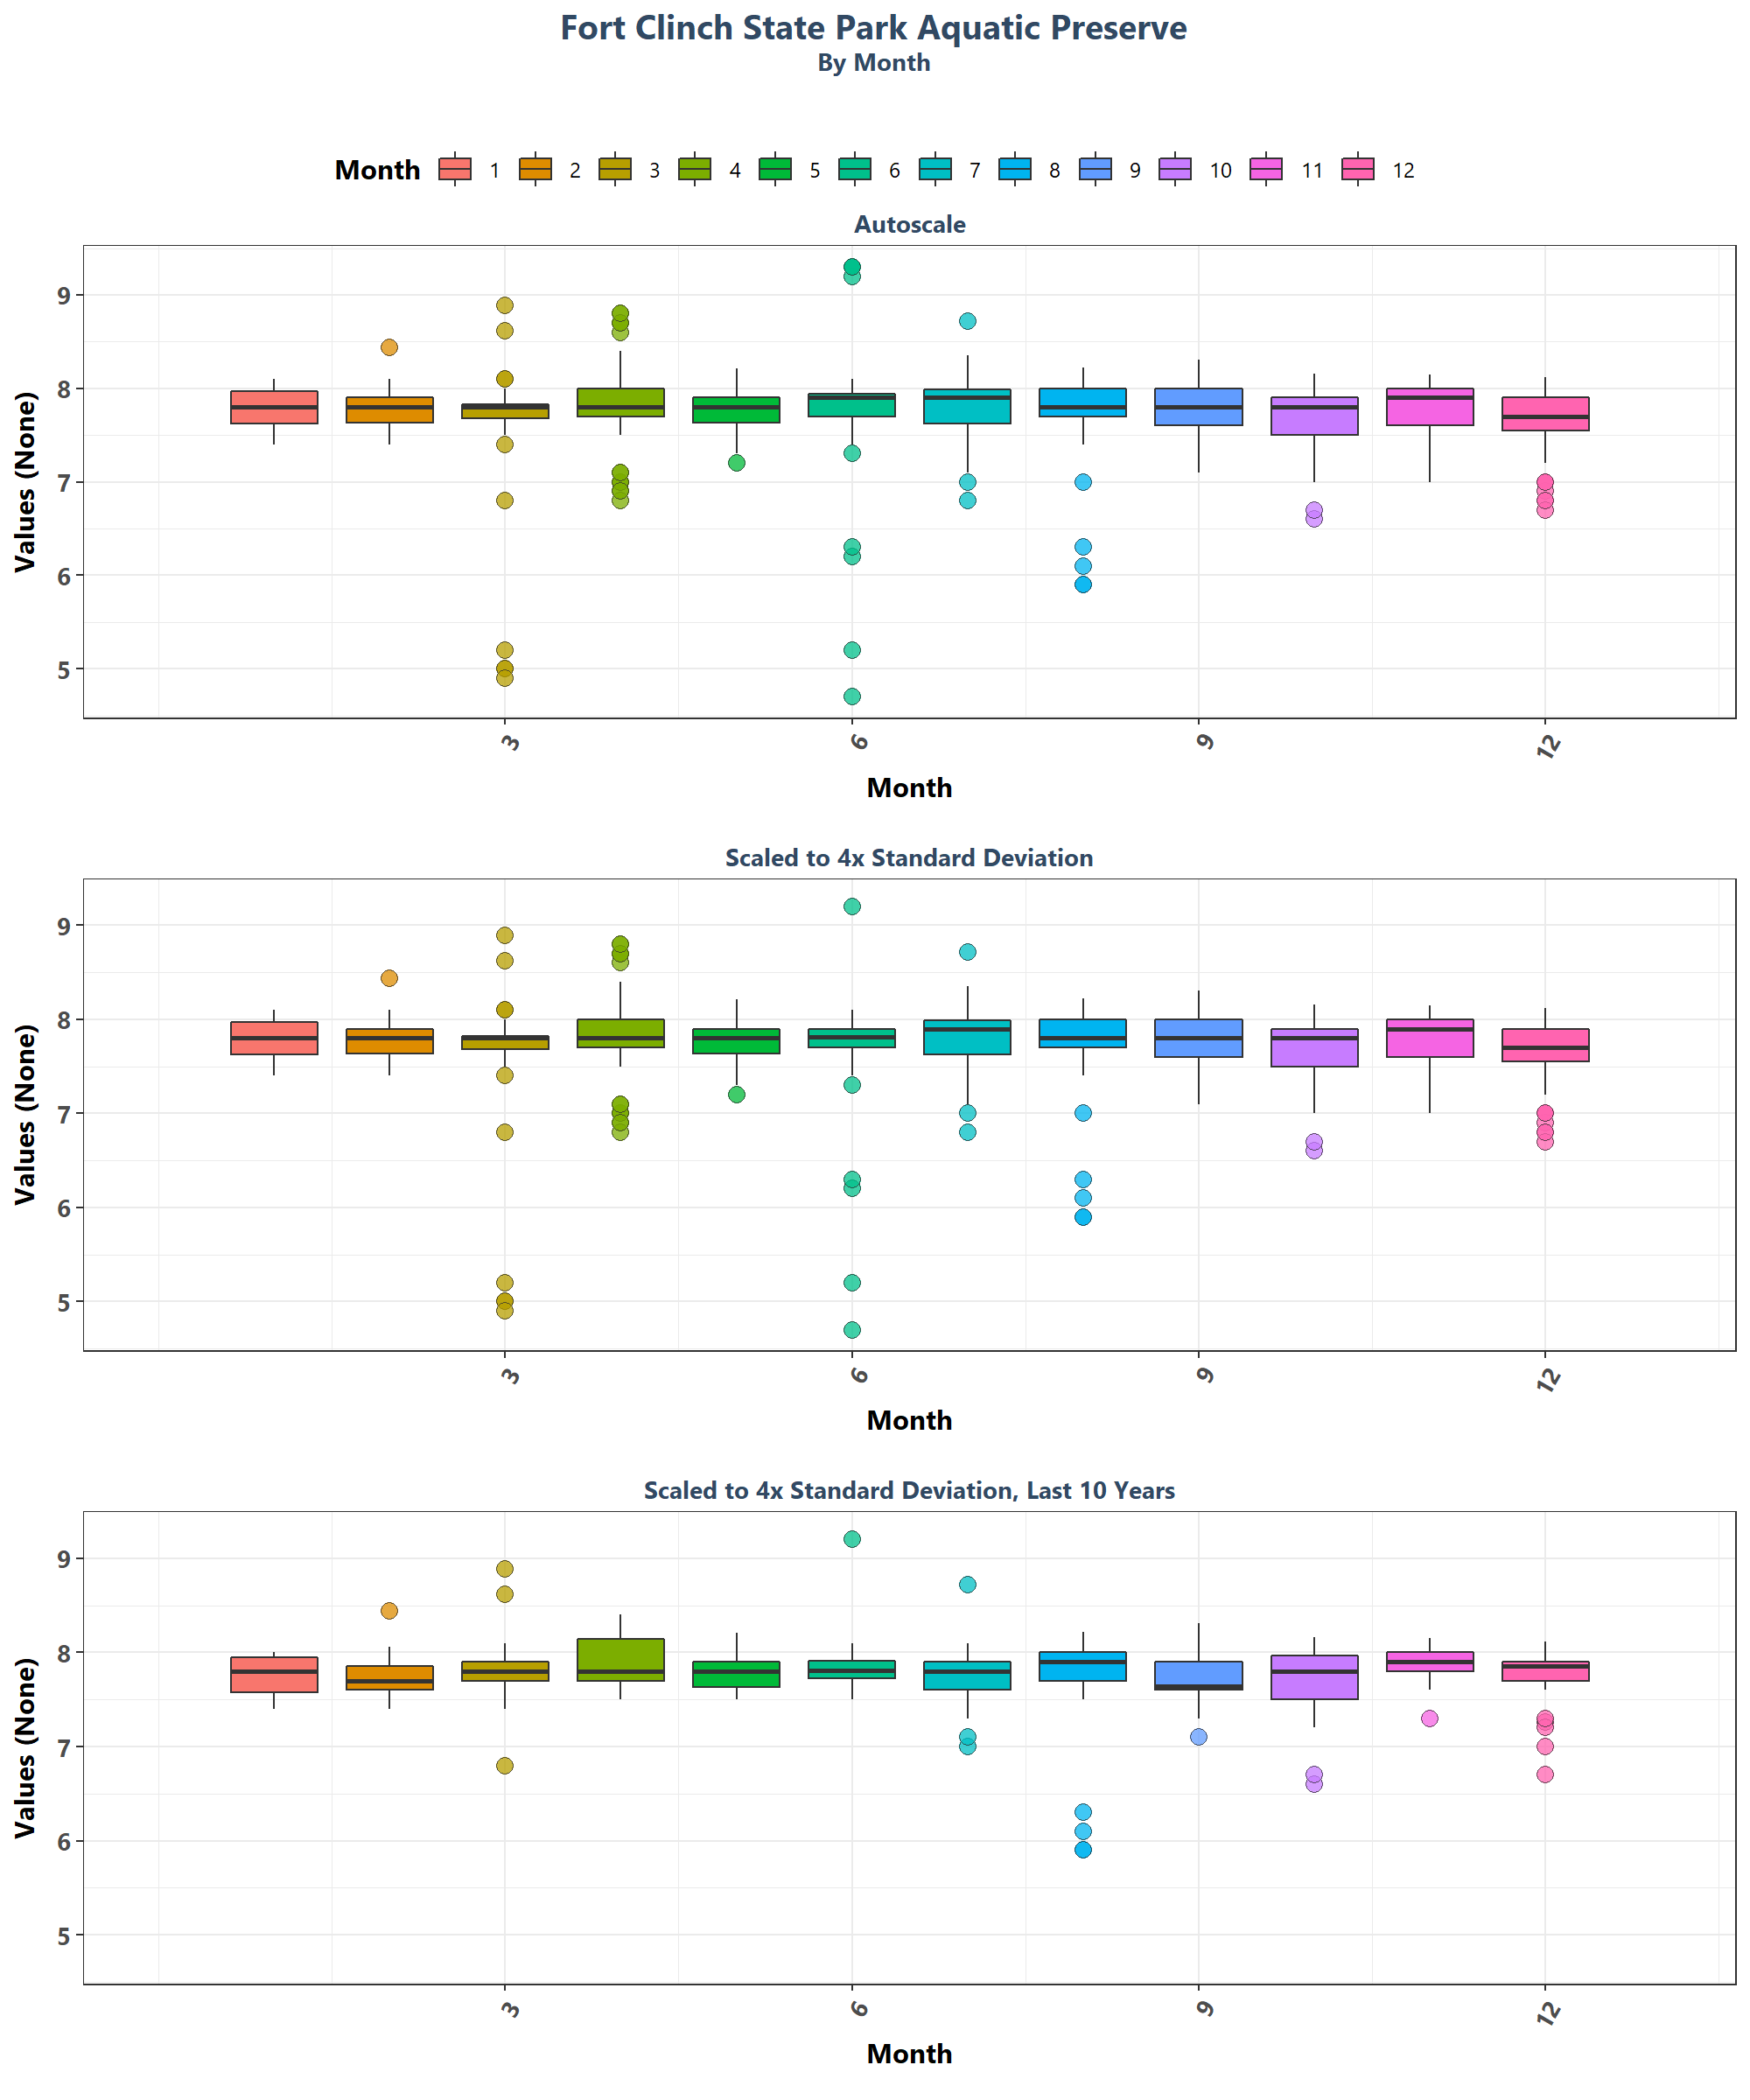 Fort Clinch State Park Aquatic Preserve
By Month
Month 1 2 3 4 5 6 7 8 9 10 11 12
Autoscale
Values (None)
9
8
7
6
5
3 6 9 12
Month
Scaled to 4x Standard Deviation
Values (None)
9
8
7
6
5
3 6 9 12
Month
Scaled to 4x Standard Deviation, Last 10 Years
Values (None)
9
8
7
6
5
3 6 9 12
Month